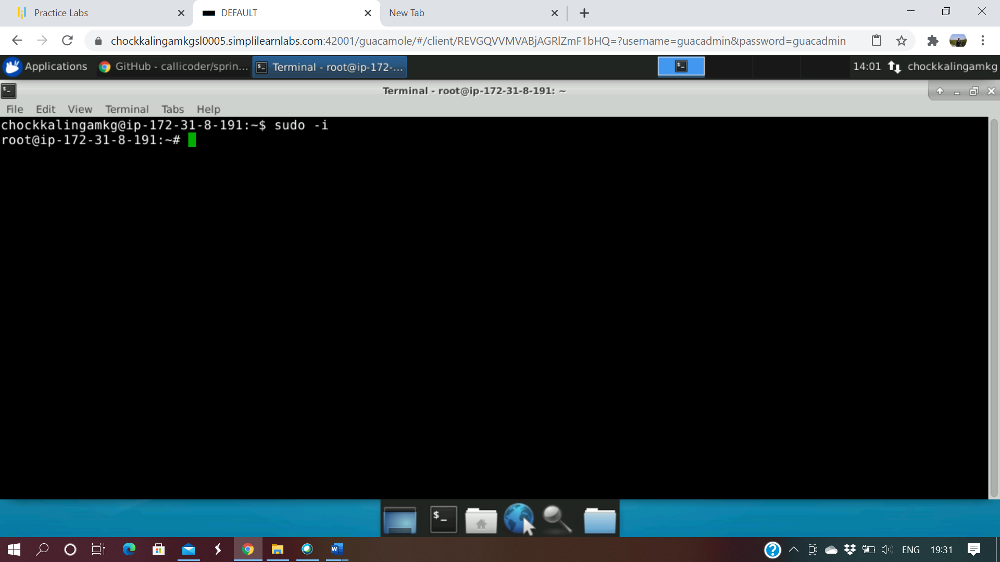 Practice Labs
DEFAULT
New Tab
chockkalingamkgsl0005.simplilearnlabs.com:42001/guacamole/#/client/REVGQVVMVABjAGRlZmF1bHQ=?username=guacadmin&password=guacadmin
Applications
GitHub - callicoder/sprin...
Terminal - root@ip-172-...
14:01
chockkalingamkg
Terminal - root@ip-172-31-8-191: ~
File Edit View Terminal Tabs Help
chockkalingamkg@ip-172-31-8-191:~$ sudo -i
root@ip-172-31-8-191:~#
ENG
19:31